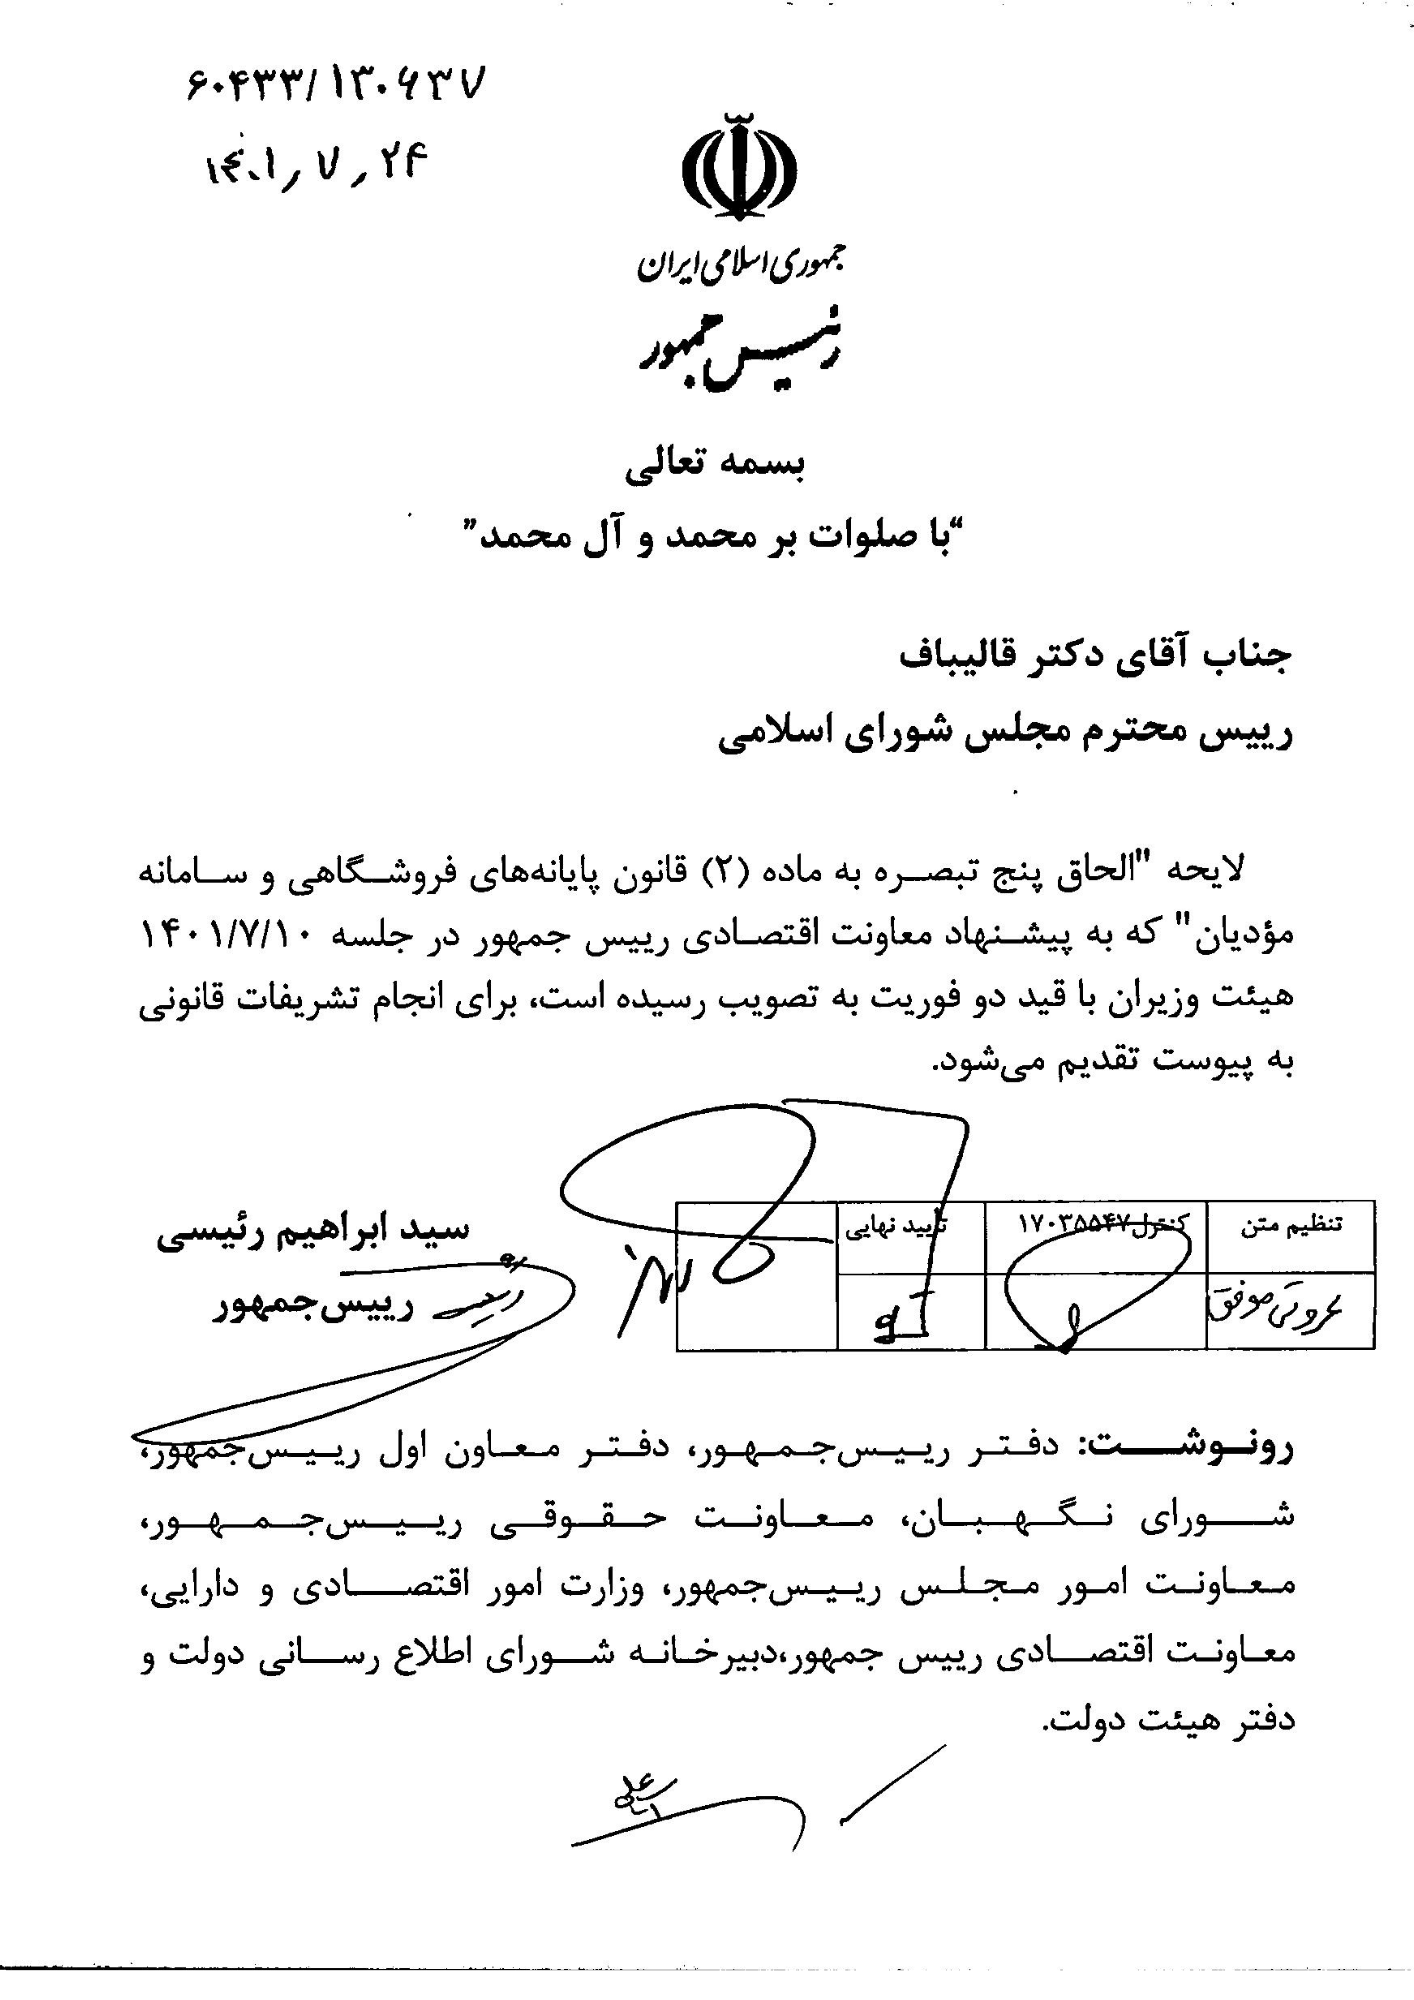 ۶۰۴۳۳/۱۳۰۶۳۷
۱۴۰۱/۷/۲۴
جمهوری اسلامی ایران
رئیس جمهور
بسمه تعالی
“با صلوات بر محمد و آل محمد”
جناب آقای دکتر قالیباف
رییس محترم مجلس شورای اسلامی
لایحه "الحاق پنج تبصره به ماده (۲) قانون پایانه‌های فروشگاهی و سامانه
مؤدیان" که به پیشنهاد معاونت اقتصادی رییس جمهور در جلسه ۱۴۰۱/۷/۱۰
هیئت وزیران با قید دو فوریت به تصویب رسیده است، برای انجام تشریفات قانونی
به پیوست تقدیم می‌شود.
سید ابراهیم رئیسی
رییس‌جمهور
تنظیم متن
کنترل ۱۷۰۳۵۵۴۷
تأیید نهایی
رونوشت: دفتر رییس‌جمهور، دفتر معاون اول رییس‌جمهور،
شورای نگهبان، معاونت حقوقی رییس‌جمهور،
معاونت امور مجلس رییس‌جمهور، وزارت امور اقتصادی و دارایی،
معاونت اقتصادی رییس جمهور،دبیرخانه شورای اطلاع رسانی دولت و
دفتر هیئت دولت.